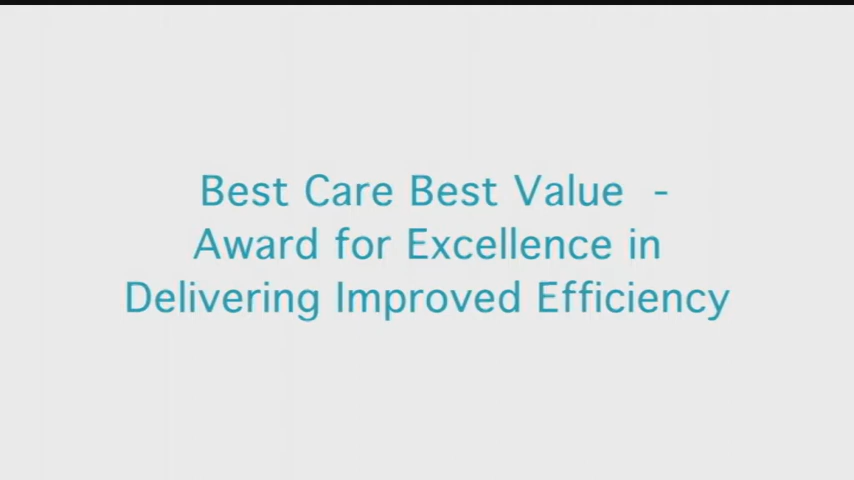 Best Care Best Value -
Award for Excellence in
Delivering Improved Efficiency